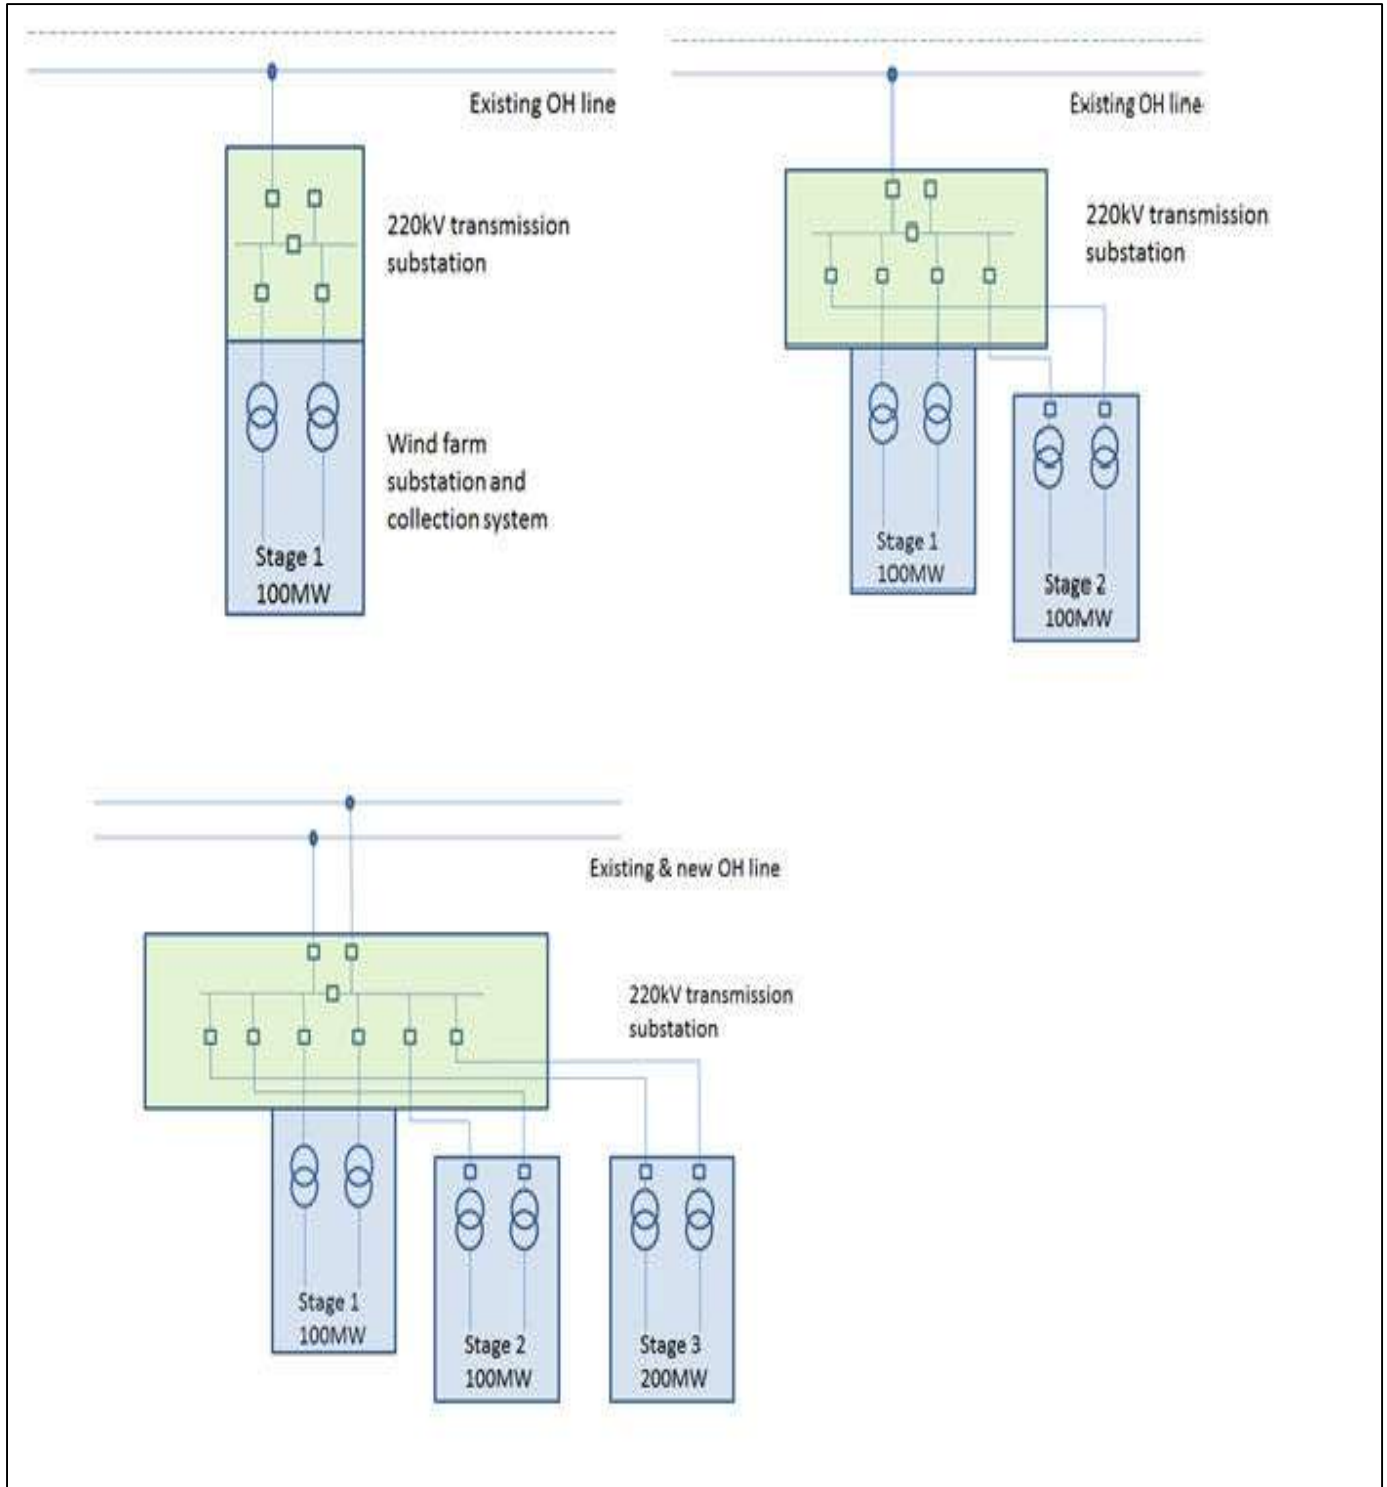 Existing OH line
220kV transmission
substation
Wind farm
substation and
collection system
Stage 1
100MW
Existing OH line
220kV transmission
substation
Stage 1
100MW
Stage 2
100MW
Existing & new OH line
220kV transmission
substation
Stage 1
100MW
Stage 2
100MW
Stage 3
200MW